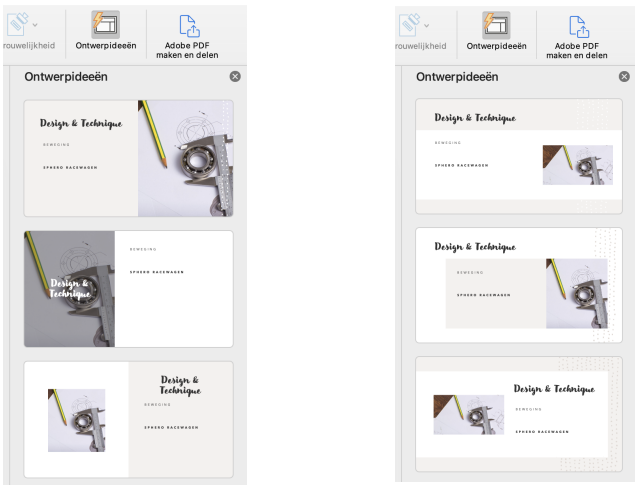 rouwelijkheid
Ontwerpideeën
Adobe PDF
maken en delen
Ontwerpideeën
Design & Technique
BEWEGING
SPHERO RACEWAGEN
Design &
Technique
BEWEGING
SPHERO RACEWAGEN
Design &
Technique
BEWEGING
SPHERO RACEWAGEN
rouwelijkheid
Ontwerpideeën
Adobe PDF
maken en delen
Ontwerpideeën
Design & Technique
BEWEGING
SPHERO RACEWAGEN
Design & Technique
BEWEGING
SPHERO RACEWAGEN
Design & Technique
BEWEGING
SPHERO RACEWAGEN